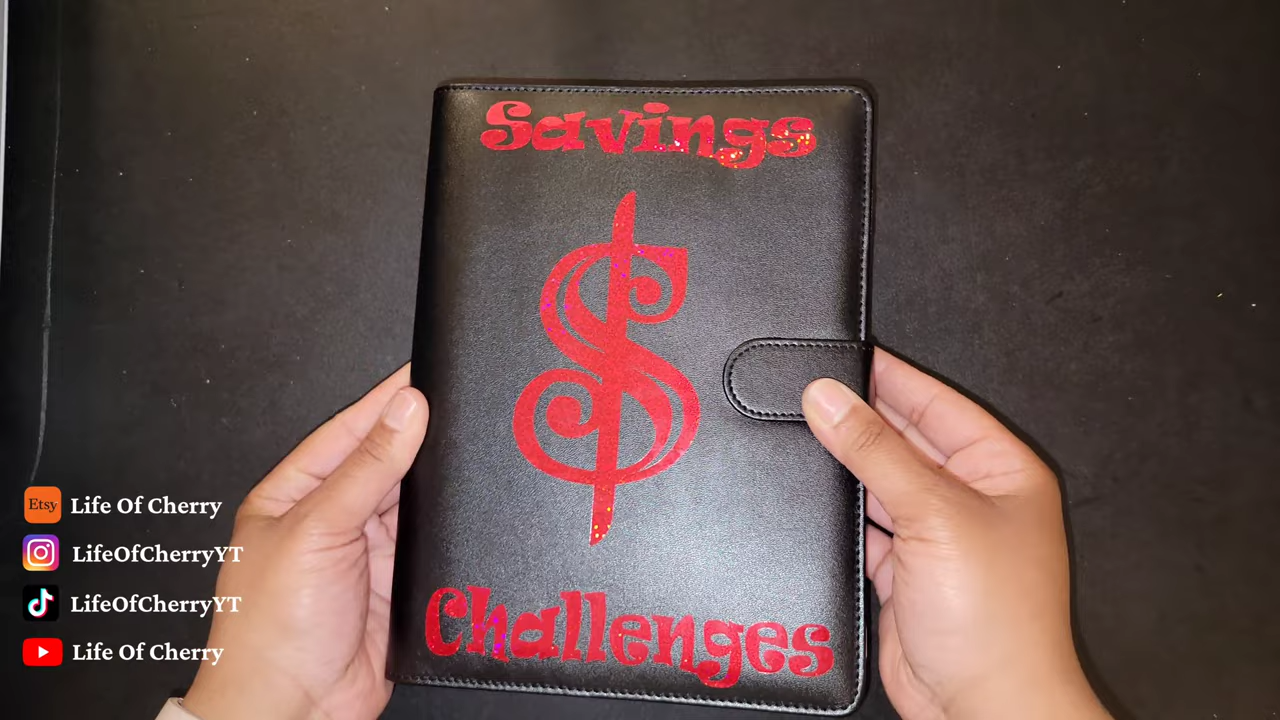 Savings
$
Challenges
Etsy Life Of Cherry
LifeOfCherryYT
LifeOfCherryYT
Life Of Cherry